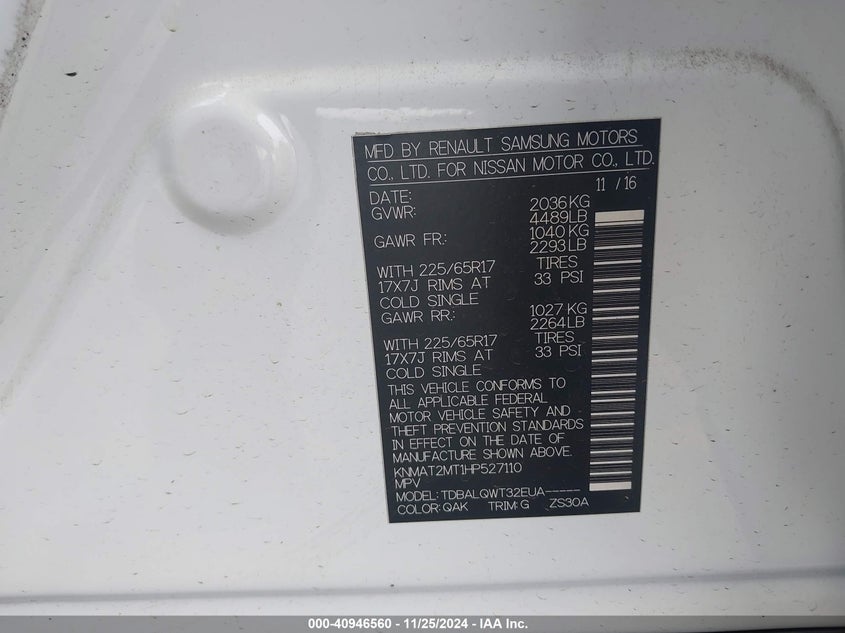 MFD BY RENAULT SAMSUNG MOTORS
CO., LTD. FOR NISSAN MOTOR CO., LTD.
DATE: 11 / 16
GVWR: 2036 KG
4489 LB
GAWR FR.: 1040 KG
2293 LB
WITH 225/65R17 TIRES
17X7J RIMS AT 33 PSI
COLD SINGLE
GAWR RR.: 1027 KG
2264 LB
WITH 225/65R17 TIRES
17X7J RIMS AT 33 PSI
COLD SINGLE
THIS VEHICLE CONFORMS TO
ALL APPLICABLE FEDERAL
MOTOR VEHICLE SAFETY AND
THEFT PREVENTION STANDARDS
IN EFFECT ON THE DATE OF
MANUFACTURE SHOWN ABOVE.
KNMAT2MT1HP527110
MPV
MODEL: TDBALQWT32EUA-----
COLOR: QAK TRIM: G ZS30A
000-40946560 - 11/25/2024 - IAA Inc.